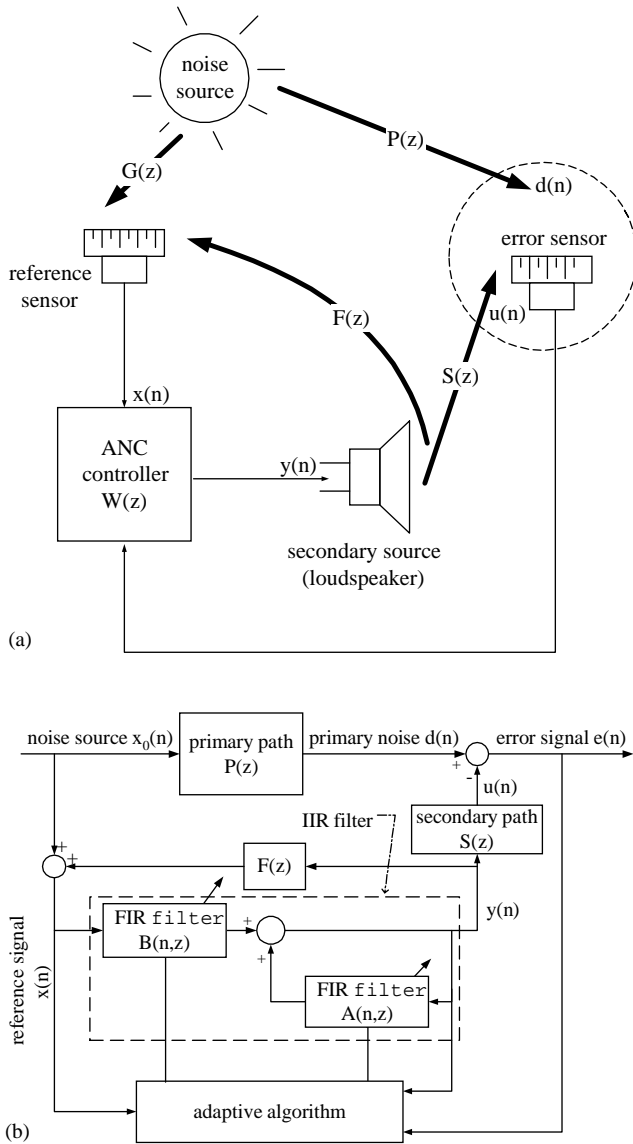 noise
source
P(z)
G(z)
d(n)
error sensor
reference
sensor
F(z)
u(n)
S(z)
x(n)
ANC
controller
W(z)
y(n)
secondary source
(loudspeaker)
(a)
noise source x₀(n)
primary path
P(z)
primary noise d(n)
error signal e(n)
+
-
u(n)
IIR filter
secondary path
S(z)
+
+
F(z)
y(n)
reference signal
x(n)
FIR filter
B(n,z)
+
+
FIR filter
A(n,z)
adaptive algorithm
(b)